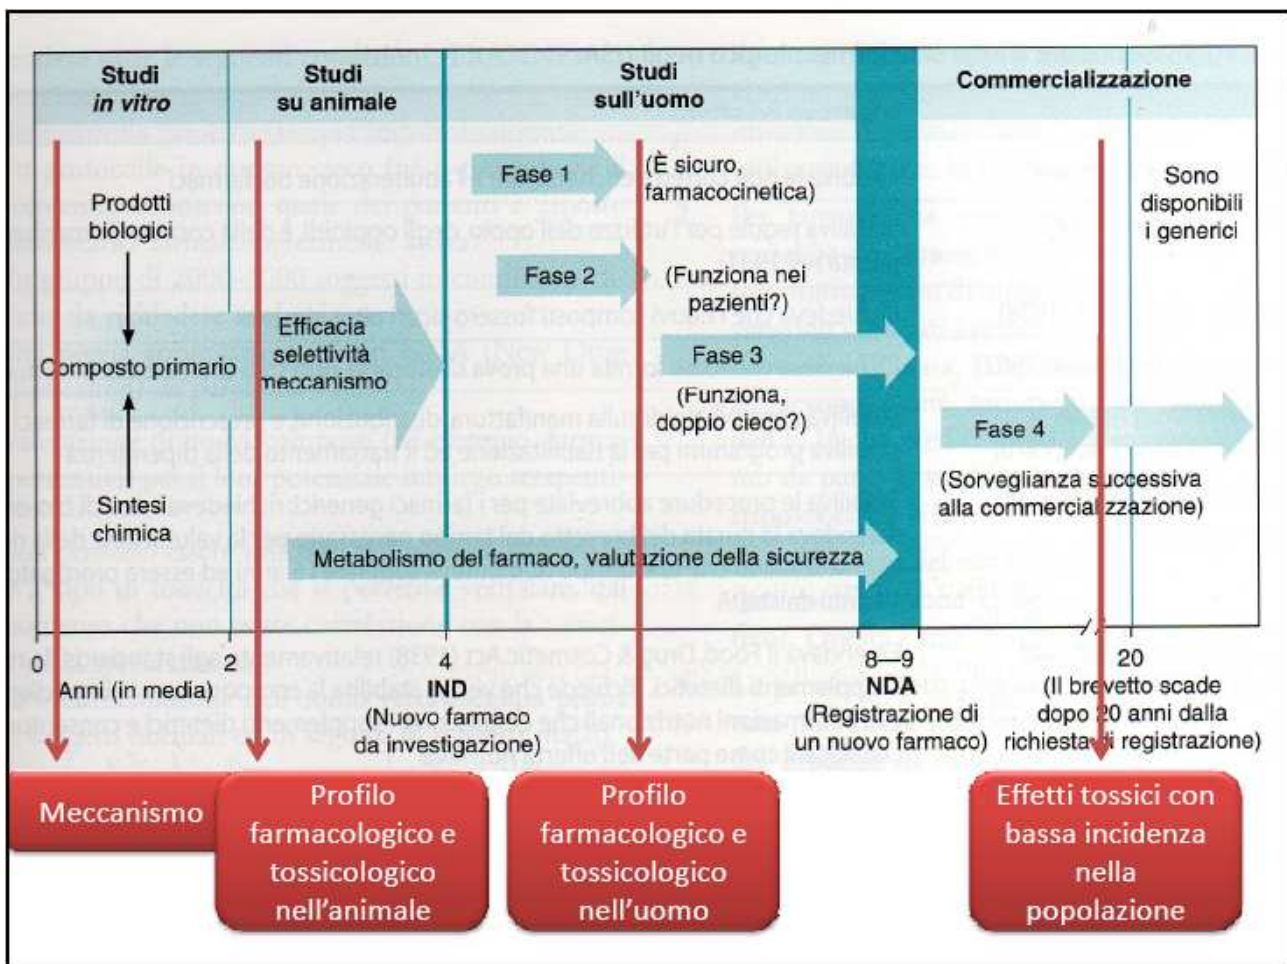 Studi
in vitro
Studi
su animale
Studi
sull'uomo
Commercializzazione
Prodotti
biologici
Composto primario
Sintesi
chimica
Efficacia
selettività
meccanismo
Fase 1
(È sicuro,
farmacocinetica)
Fase 2
(Funziona nei
pazienti?)
Fase 3
(Funziona,
doppio cieco?)
Fase 4
(Sorveglianza successiva
alla commercializzazione)
Sono
disponibili
i generici
Metabolismo del farmaco, valutazione della sicurezza
0
2
4
8—9
20
Anni (in media)
IND
(Nuovo farmaco
da investigazione)
NDA
(Registrazione di
un nuovo farmaco)
(Il brevetto scade
dopo 20 anni dalla
richiesta di registrazione)
Meccanismo
Profilo
farmacologico e
tossicologico
nell'animale
Profilo
farmacologico e
tossicologico
nell'uomo
Effetti tossici con
bassa incidenza
nella
popolazione